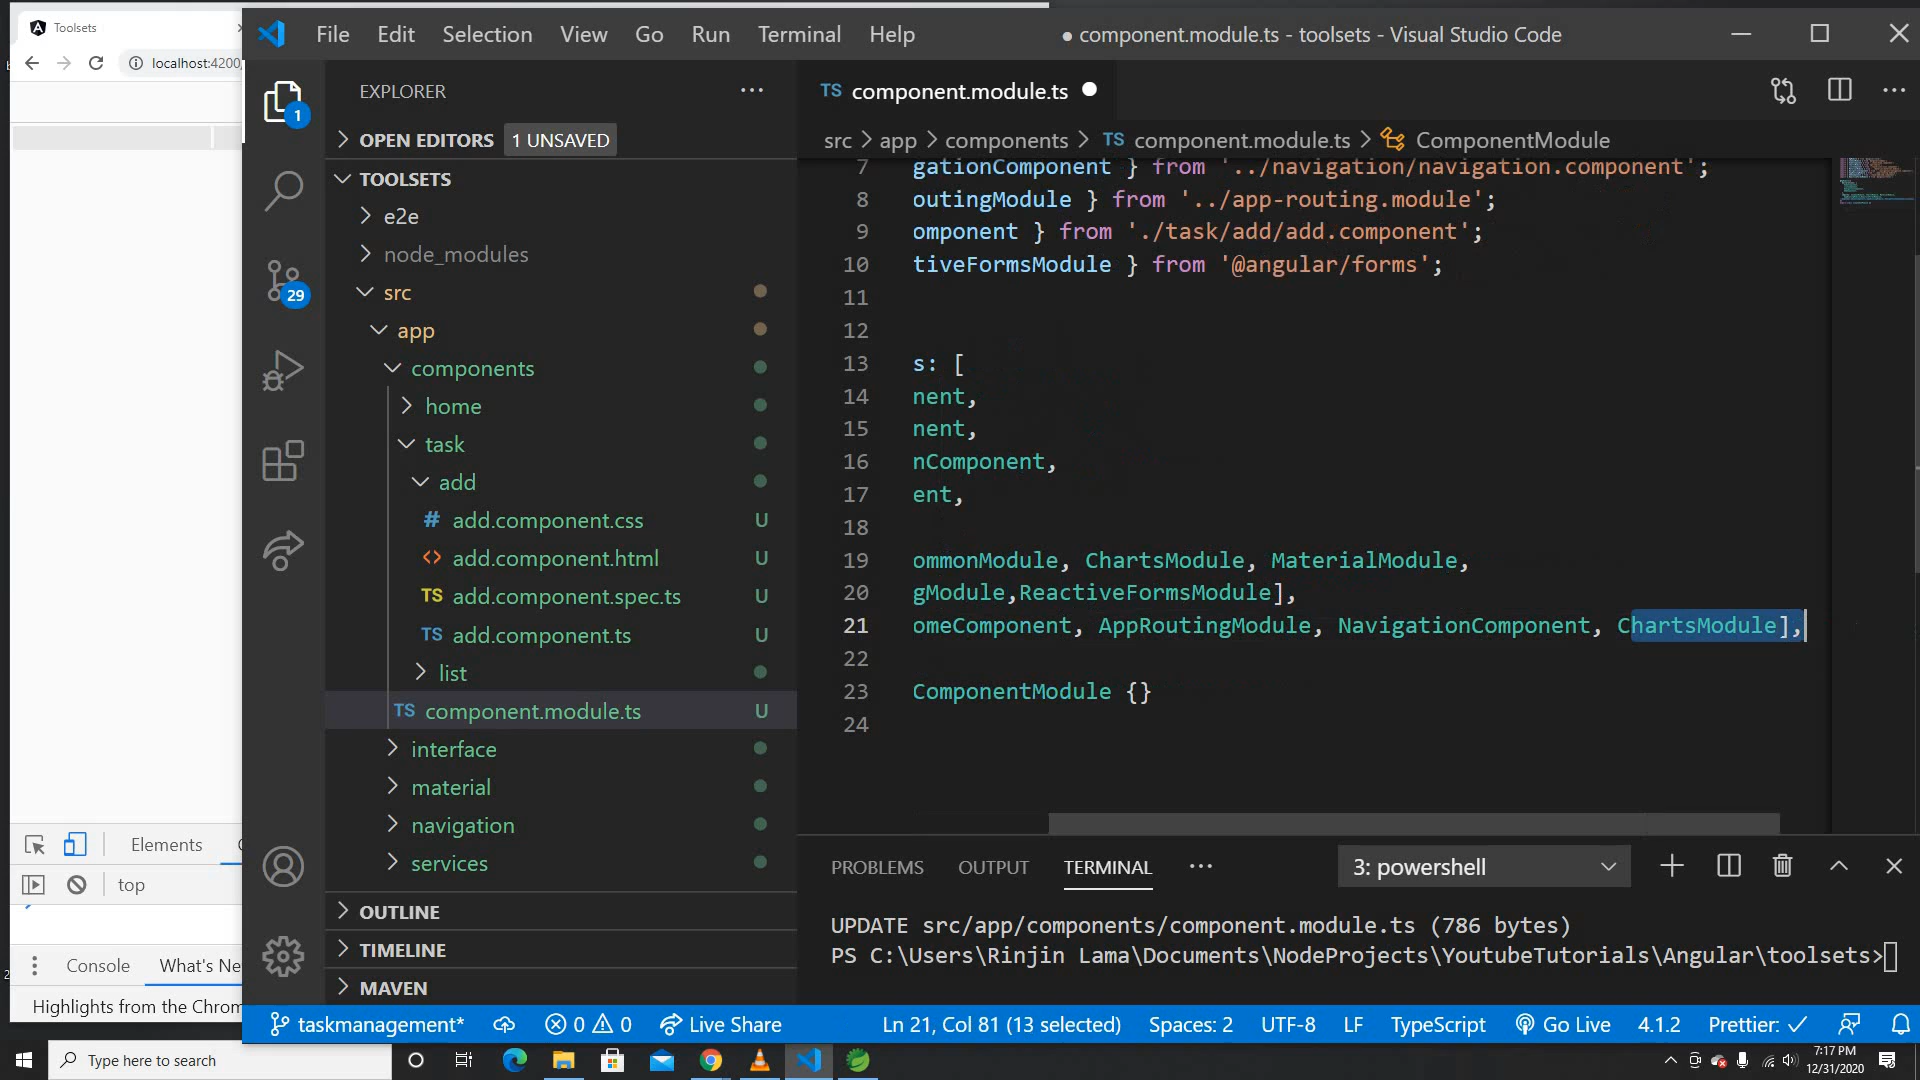 Toolsets
File Edit Selection View Go Run Terminal Help
● component.module.ts - toolsets - Visual Studio Code
localhost:4200
EXPLORER
TS component.module.ts
1
OPEN EDITORS 1 UNSAVED
src > app > components > TS component.module.ts > ComponentModule
TOOLSETS
e2e
node_modules
src
app
components
home
task
add
# add.component.css U
<> add.component.html U
TS add.component.spec.ts U
TS add.component.ts U
list
TS component.module.ts U
interface
material
navigation
services
OUTLINE
TIMELINE
MAVEN
29
7 gationComponent } from '../navigation/navigation.component';
8 outingModule } from '../app-routing.module';
9 omponent } from './task/add/add.component';
10 tiveFormsModule } from '@angular/forms';
11
12
13 s: [
14 nent,
15 nent,
16 nComponent,
17 ent,
18
19 ommonModule, ChartsModule, MaterialModule,
20 gModule,ReactiveFormsModule],
21 omeComponent, AppRoutingModule, NavigationComponent, ChartsModule],
22
23 ComponentModule {}
24
PROBLEMS OUTPUT TERMINAL 3: powershell
UPDATE src/app/components/component.module.ts (786 bytes)
PS C:\Users\Rinjin Lama\Documents\NodeProjects\YoutubeTutorials\Angular\toolsets>
Elements
top
Console What's Ne
Highlights from the Chrom
taskmanagement* 0 0 Live Share Ln 21, Col 81 (13 selected) Spaces: 2 UTF-8 LF TypeScript Go Live 4.1.2 Prettier: ✓
Type here to search
7:17 PM
12/31/2020